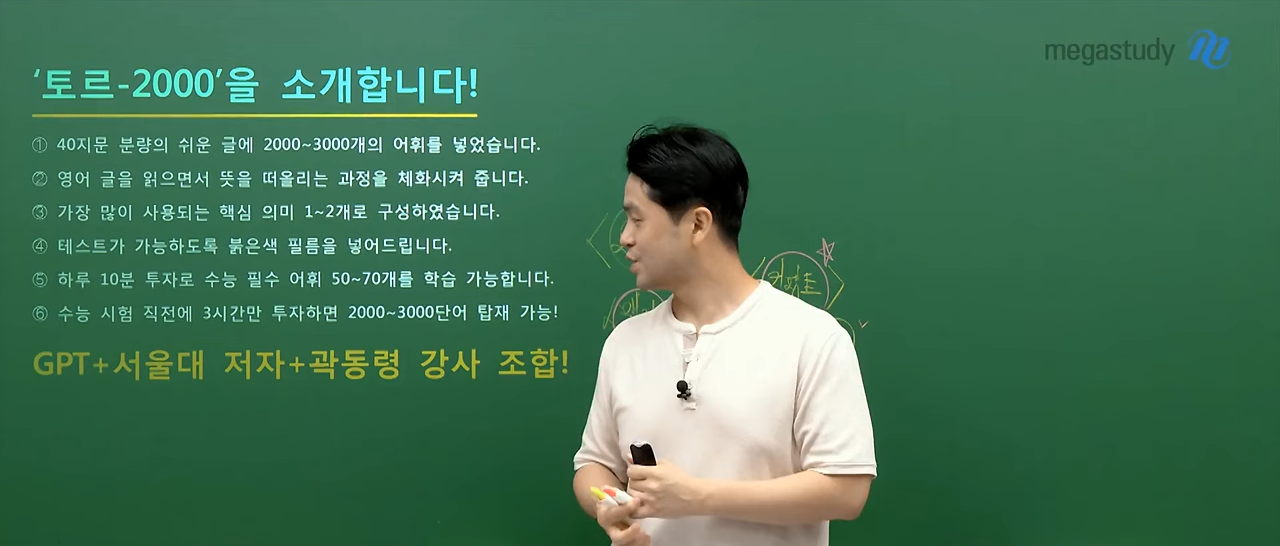 megastudy
‘토르-2000’을 소개합니다!
① 40지문 분량의 쉬운 글에 2000~3000개의 어휘를 넣었습니다.
② 영어 글을 읽으면서 뜻을 떠올리는 과정을 체화시켜 줍니다.
③ 가장 많이 사용되는 핵심 의미 1~2개로 구성하였습니다.
④ 테스트가 가능하도록 붉은색 필름을 넣어드립니다.
⑤ 하루 10분 투자로 수능 필수 어휘 50~70개를 학습 가능합니다.
⑥ 수능 시험 직전에 3시간만 투자하면 2000~3000단어 탑재 가능!
GPT+서울대 저자+곽동령 강사 조합!